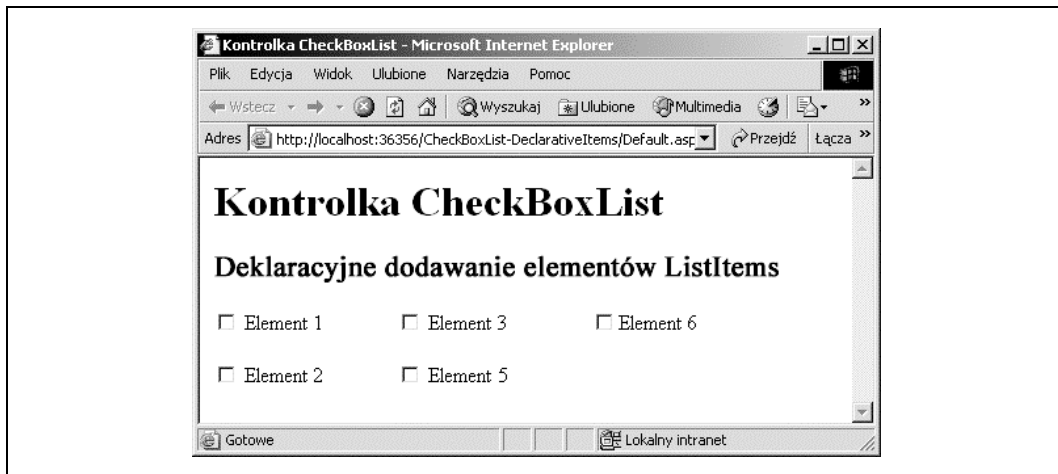 Kontrolka CheckBoxList - Microsoft Internet Explorer
Plik Edycja Widok Ulubione Narzędzia Pomoc
Wstecz Wyszukaj Ulubione Multimedia »
Adres http://localhost:36356/CheckBoxList-DeclarativeItems/Default.asp Przejdź Łącza »
Kontrolka CheckBoxList
Deklaracyjne dodawanie elementów ListItems
Element 1 Element 3 Element 6
Element 2 Element 5
Gotowe Lokalny intranet